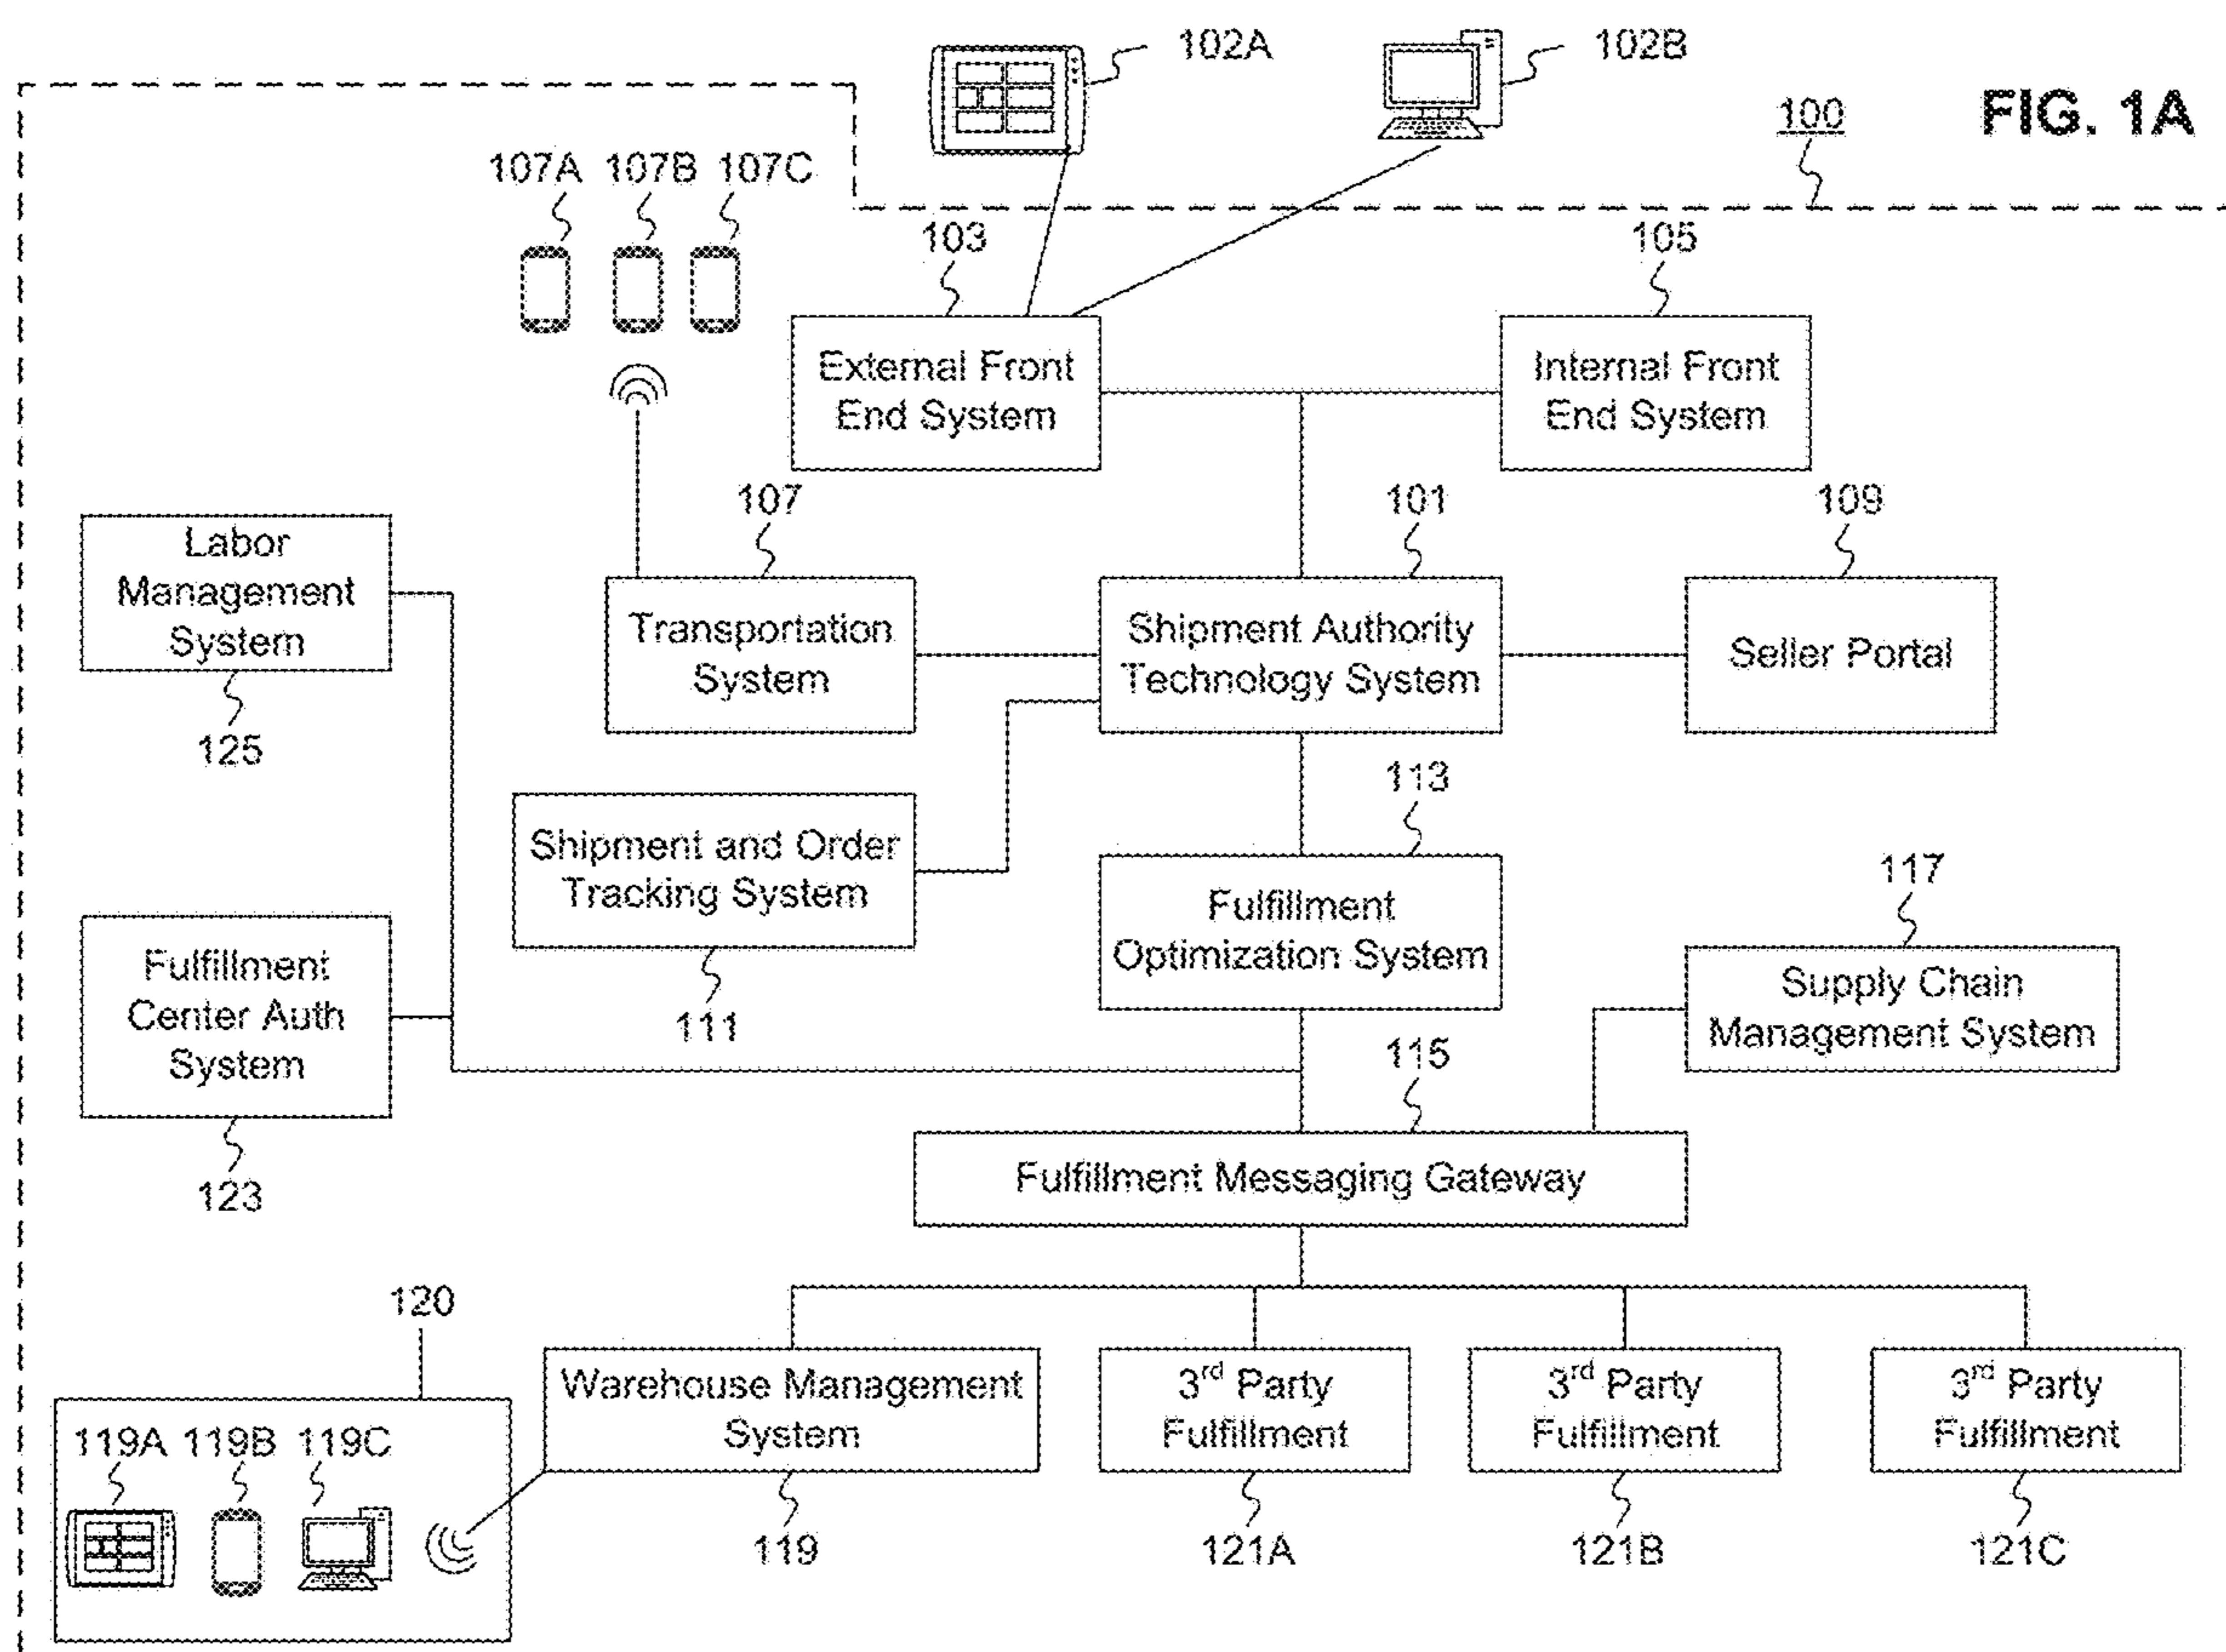 102A
102B
100
FIG. 1A
107A 107B 107C
103
105
External Front
End System
Internal Front
End System
107
101
109
Labor
Management
System
Transportation
System
Shipment Authority
Technology System
Seller Portal
125
113
Shipment and Order
Tracking System
117
Fulfillment
Optimization System
Fulfillment
Center Auth
System
Supply Chain
Management System
111
115
123
Fulfillment Messaging Gateway
120
Warehouse Management
System
3rd Party
Fulfillment
3rd Party
Fulfillment
3rd Party
Fulfillment
119A 119B 119C
119
121A
121B
121C